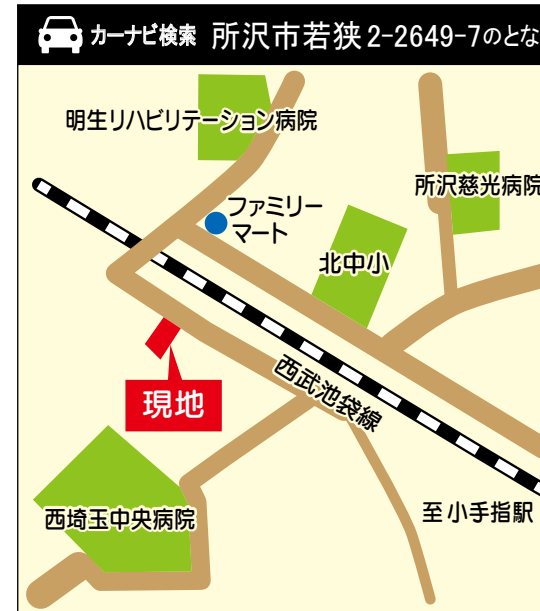 カーナビ検索 所沢市若狭2-2649-7のとな
明生リハビリテーション病院
所沢慈光病院
ファミリー
マート
北中小
現地
西武池袋線
西埼玉中央病院
至小手指駅